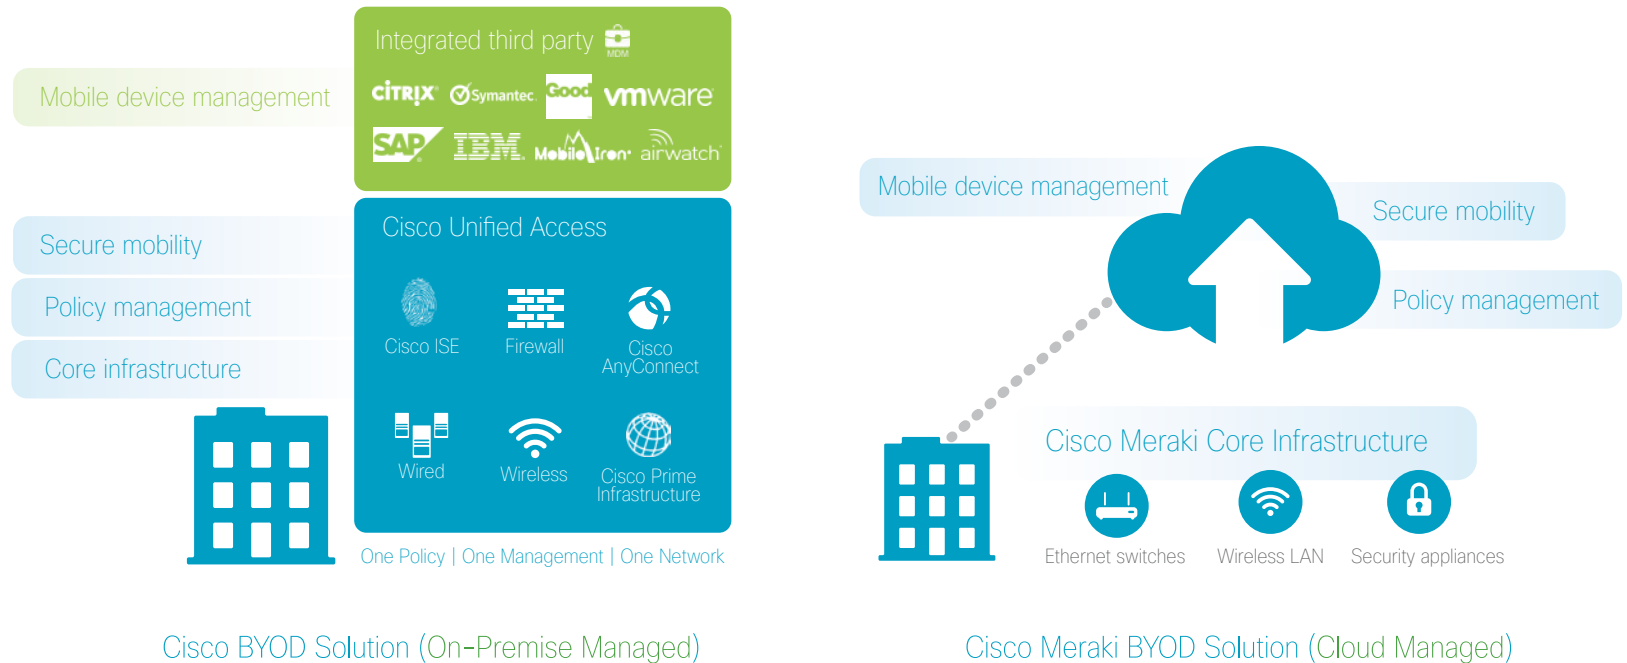 Integrated third party
MDM
Mobile device management
CITRIX
Symantec.
Good
vmware
SAP
IBM
MobileIron
airwatch
Secure mobility
Policy management
Core infrastructure
Cisco Unified Access
Cisco ISE
Firewall
Cisco
AnyConnect
Wired
Wireless
Cisco Prime
Infrastructure
One Policy | One Management | One Network
Cisco BYOD Solution (On-Premise Managed)
Mobile device management
Secure mobility
Policy management
Cisco Meraki Core Infrastructure
Ethernet switches
Wireless LAN
Security appliances
Cisco Meraki BYOD Solution (Cloud Managed)